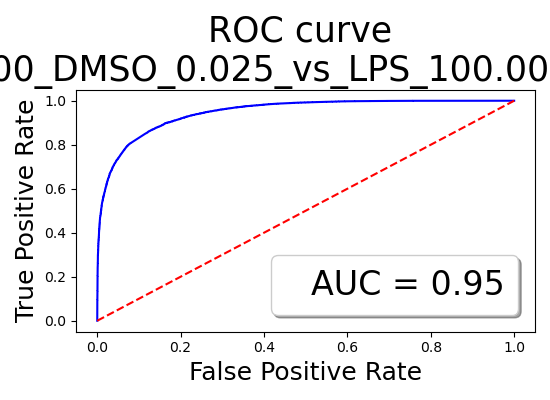 ROC curve
00_DMSO_0.025_vs_LPS_100.00
True Positive Rate
1.0
0.8
0.6
0.4
0.2
0.0
AUC = 0.95
0.0 0.2 0.4 0.6 0.8 1.0
False Positive Rate